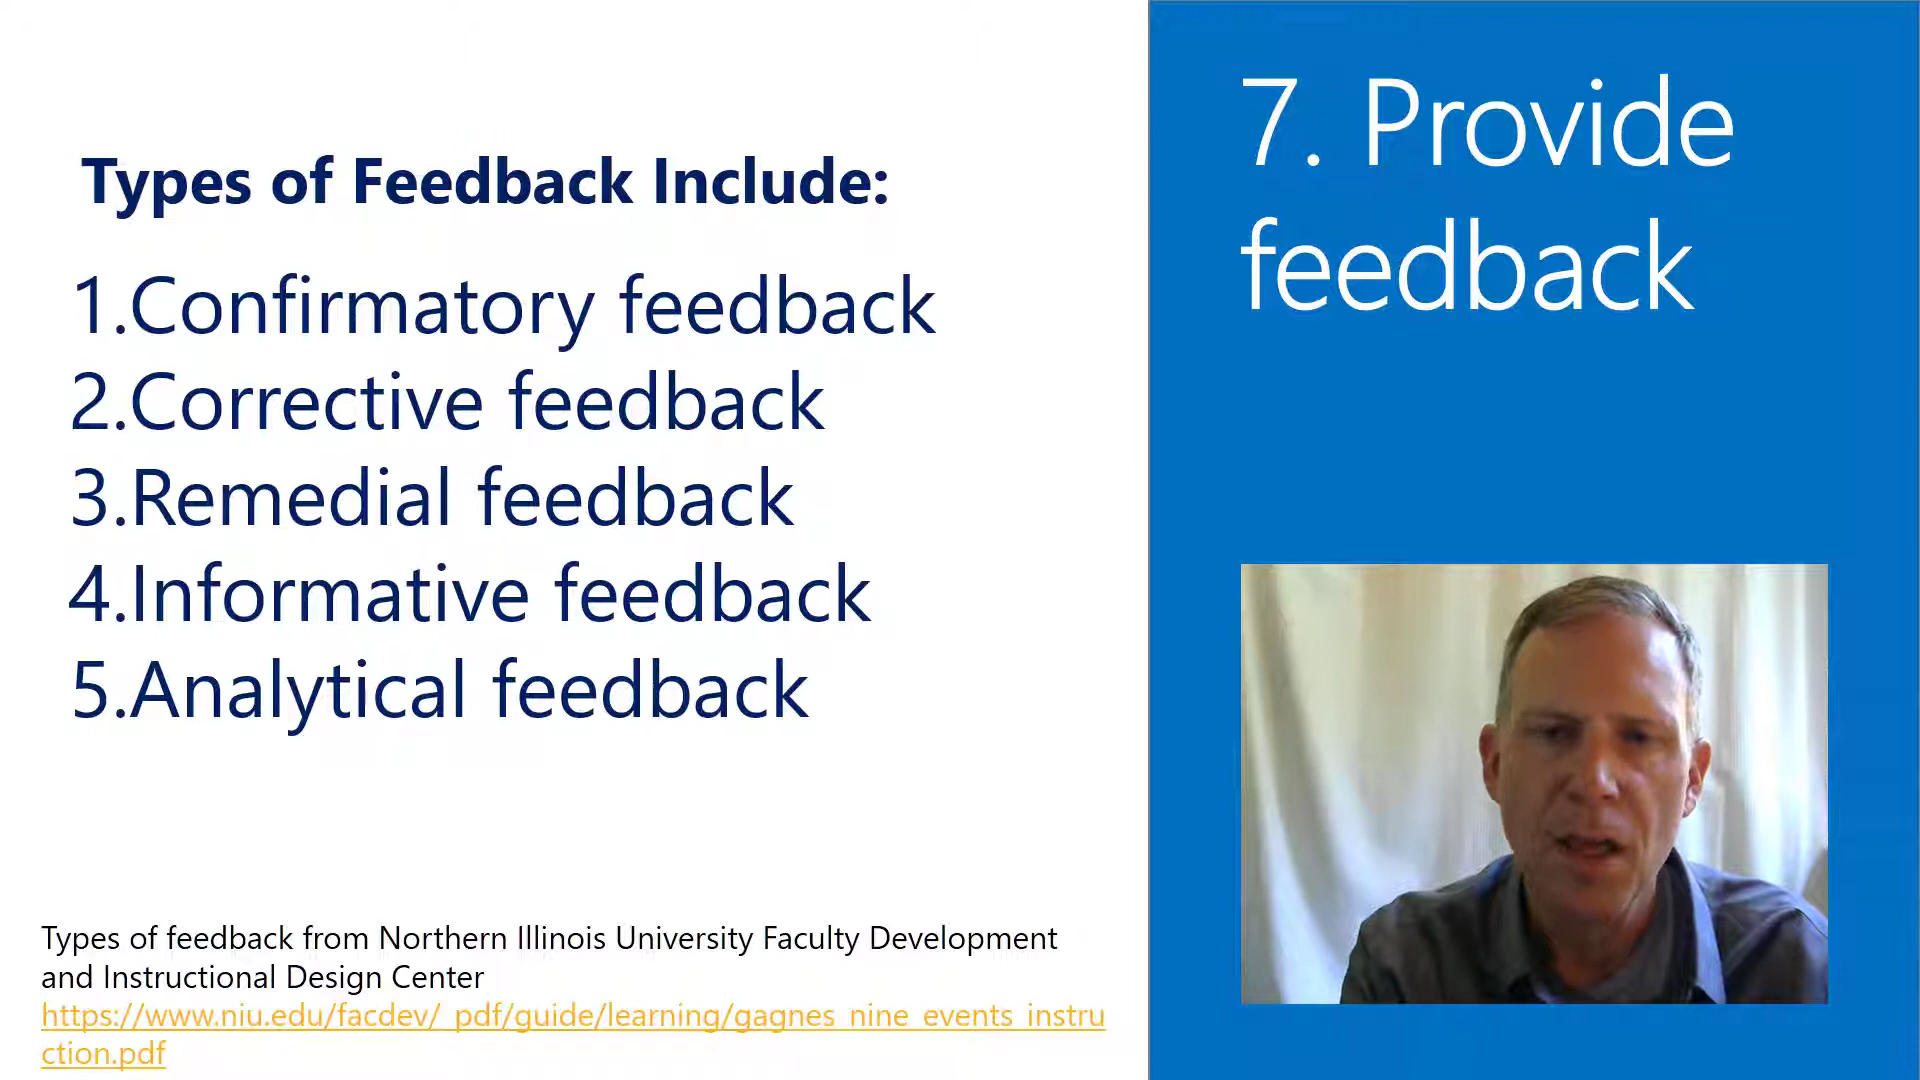 Types of Feedback Include:
1.Confirmatory feedback
2.Corrective feedback
3.Remedial feedback
4.Informative feedback
5.Analytical feedback
Types of feedback from Northern Illinois University Faculty Development
and Instructional Design Center
https://www.niu.edu/facdev/_pdf/guide/learning/gagnes_nine_events_instru
ction.pdf
7. Provide
feedback